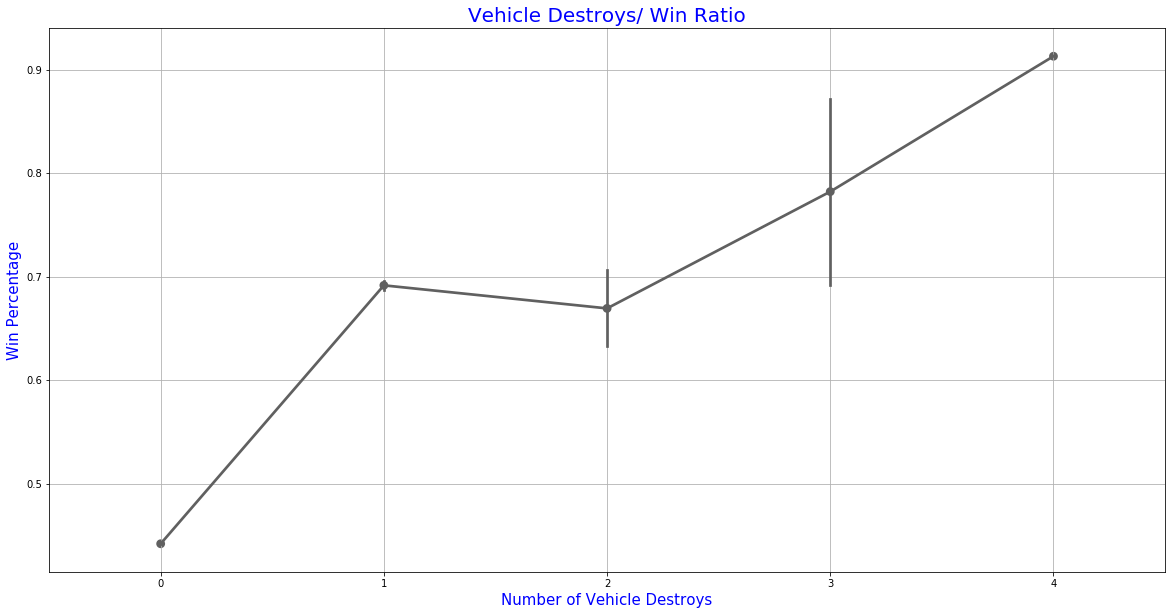 Vehicle Destroys/ Win Ratio
0.9
0.8
0.7
0.6
0.5
Win Percentage
0 1 2 3 4
Number of Vehicle Destroys